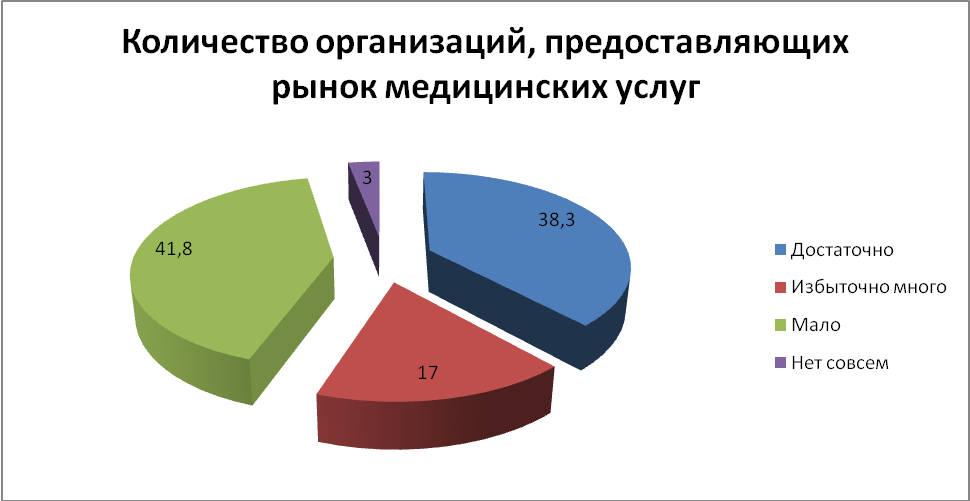 Количество организаций, предоставляющих
рынок медицинских услуг
3
38,3
41,8
17
Достаточно
Избыточно много
Мало
Нет совсем